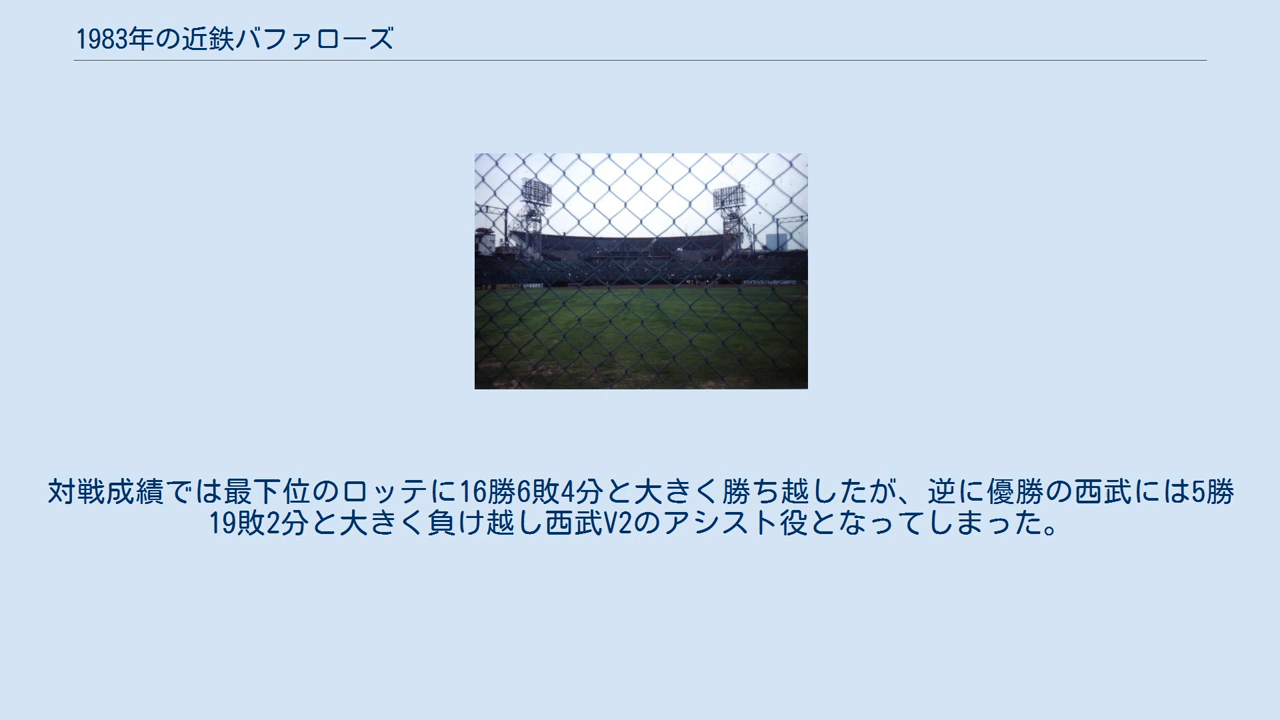 1983年の近鉄バファローズ
対戦成績では最下位のロッテに16勝6敗4分と大きく勝ち越したが、逆に優勝の西武には5勝
19敗2分と大きく負け越し西武V2のアシスト役となってしまった。